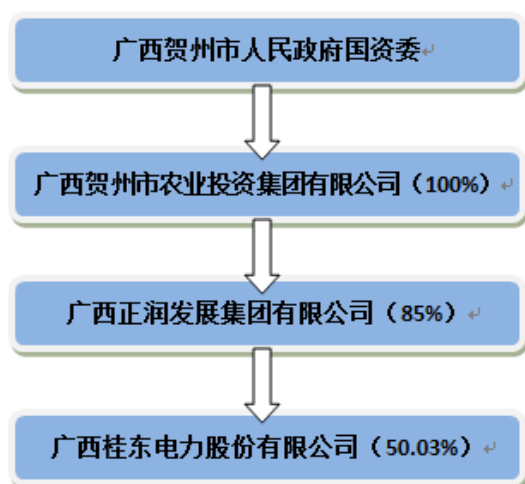 广西贺州市人民政府国资委↵
广西贺州市农业投资集团有限公司（100%）↵
广西正润发展集团有限公司（85%）↵
广西桂东电力股份有限公司（50.03%）↵